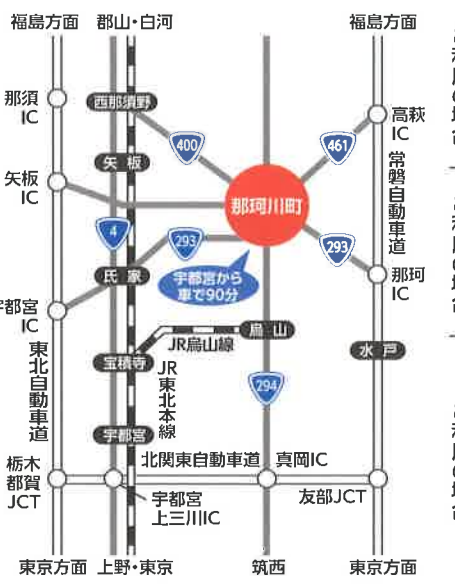 福島方面
郡山・白河
福島方面
那須
IC
西那須野
高萩
IC
400
461
矢板
矢板
IC
那珂川町
常磐自動車道
4
293
293
氏家
宇都宮から
車で90分
那珂
IC
宇都宮
IC
烏山
JR烏山線
水戸
宝積寺
JR東北本線
東北自動車道
294
宇都宮
栃木
都賀
JCT
北関東自動車道
真岡IC
宇都宮
上三川IC
友部JCT
東京方面
上野・東京
筑西
東京方面